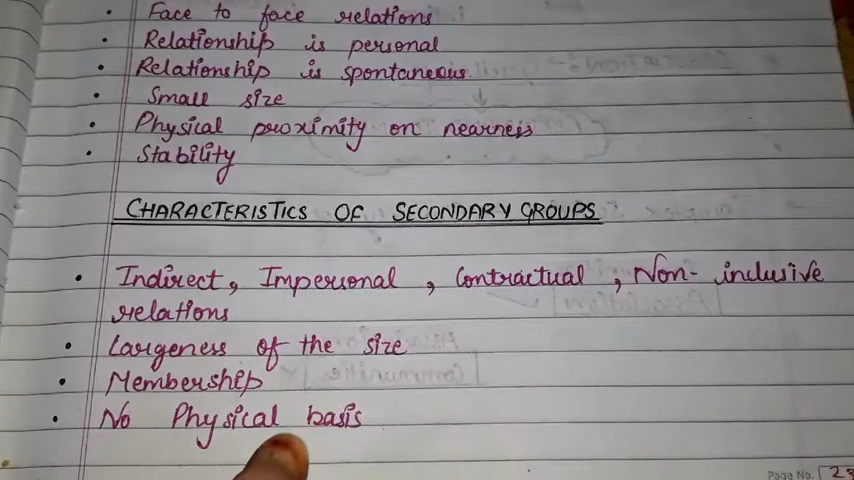 • Face to face relations
• Relationship is personal
• Relationship is spontaneous
• Small size
• Physical proximity on nearness
• Stability
CHARACTERISTICS OF SECONDARY GROUPS
• Indirect, Impersonal, Contractual, Non-inclusive
relations
• Largeness of the size
• Membership
• No Physical basis
Page No.